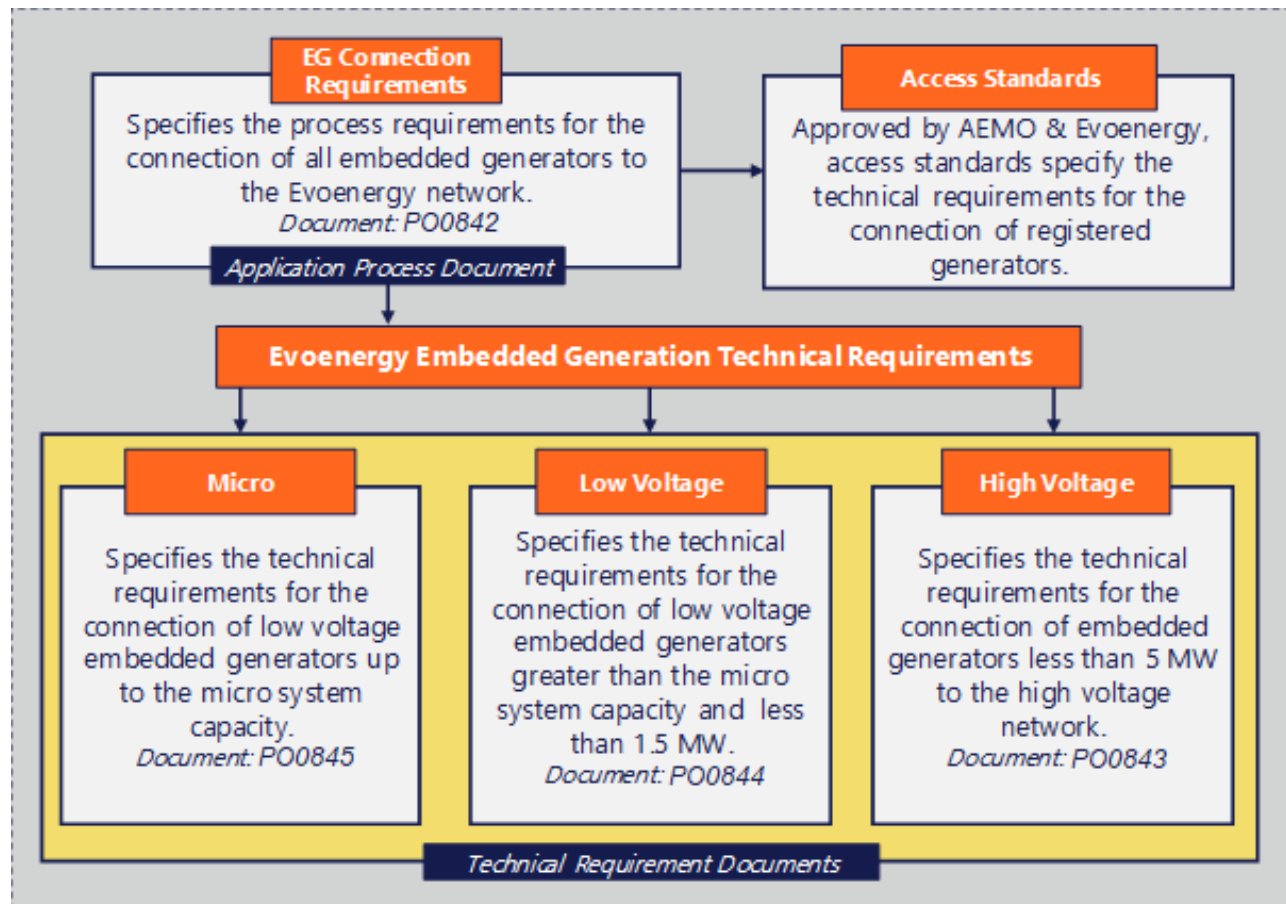 EG Connection
Requirements
Specifies the process requirements for the
connection of all embedded generators to
the Evoenergy network.
Document: PO0842
Application Process Document
Access Standards
Approved by AEMO & Evoenergy,
access standards specify the
technical requirements for the
connection of registered
generators.
Evoenergy Embedded Generation Technical Requirements
Micro
Specifies the technical
requirements for the
connection of low voltage
embedded generators up
to the micro system
capacity.
Document: PO0845
Low Voltage
Specifies the technical
requirements for the
connection of low voltage
embedded generators
greater than the micro
system capacity and less
than 1.5 MW.
Document: PO0844
High Voltage
Specifies the technical
requirements for the
connection of embedded
generators less than 5 MW
to the high voltage
network.
Document: PO0843
Technical Requirement Documents